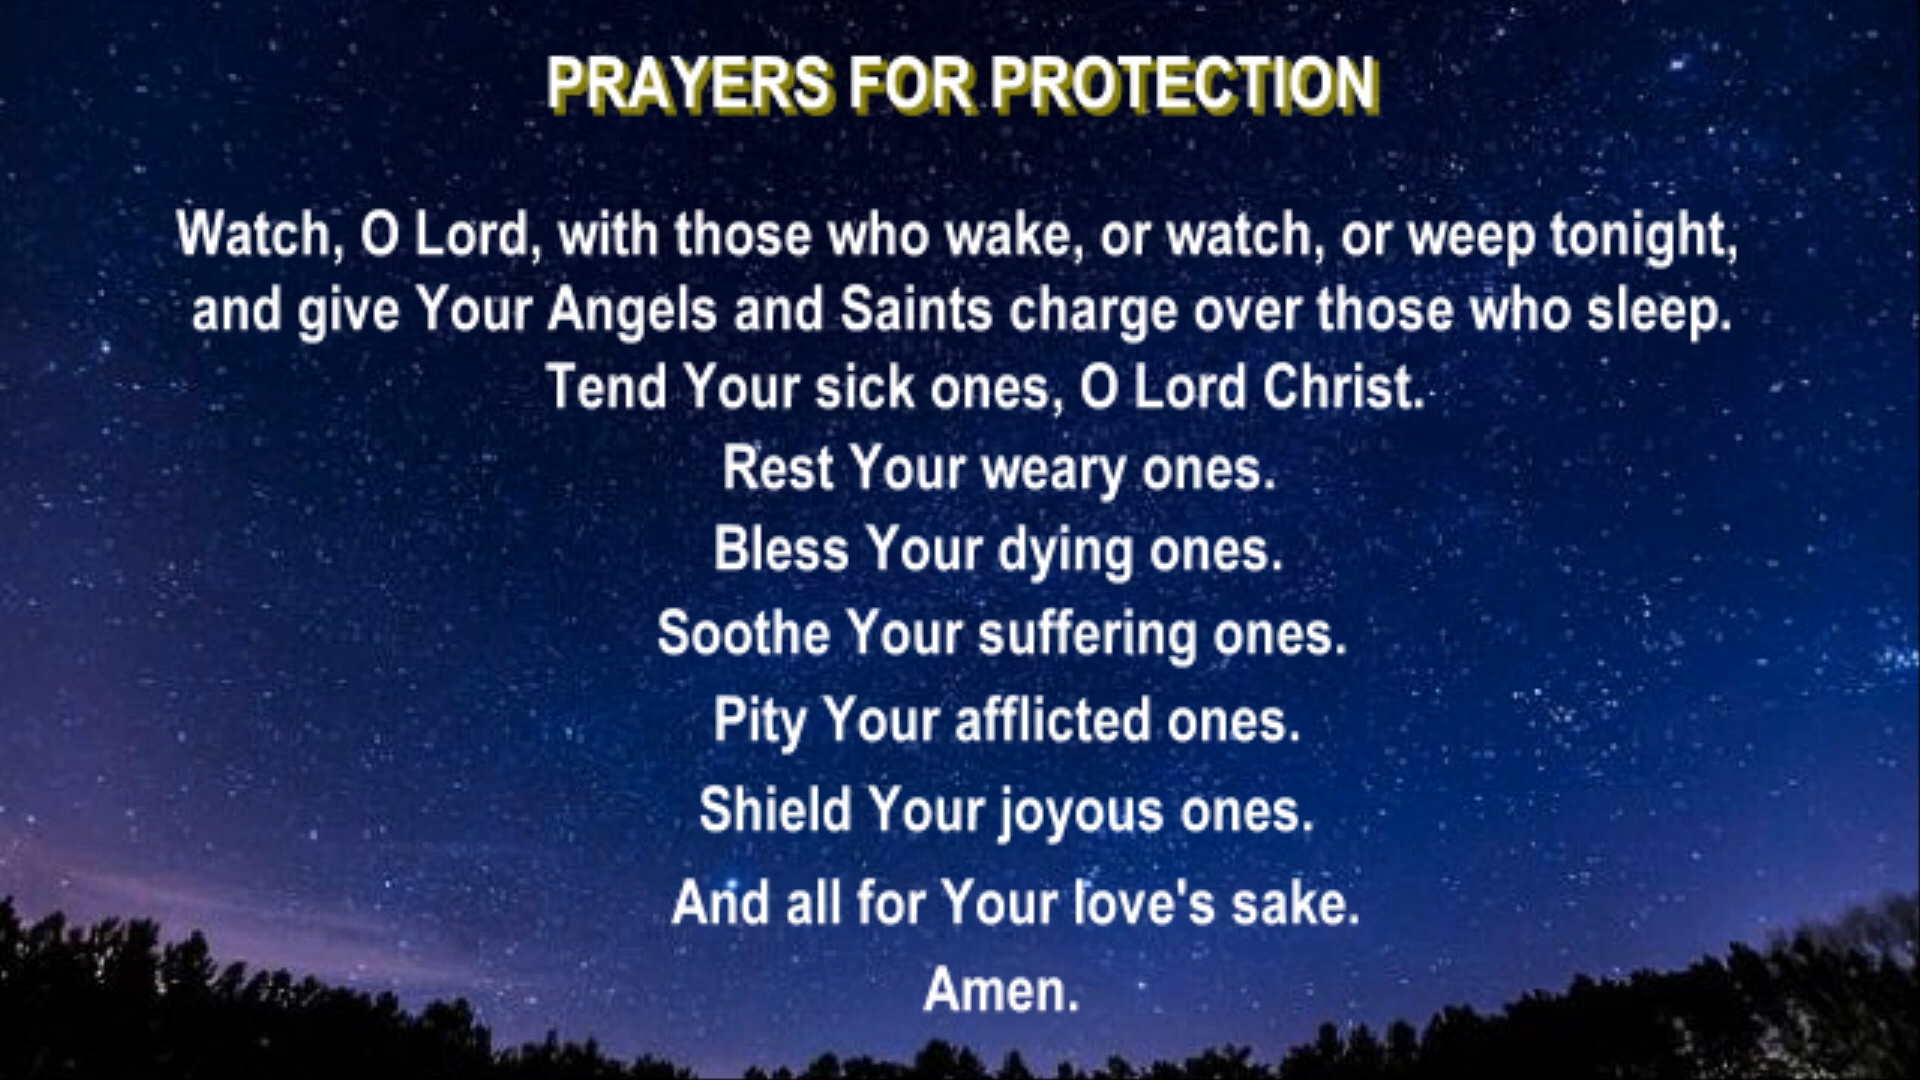 PRAYERS FOR PROTECTION
Watch, O Lord, with those who wake, or watch, or weep tonight,
and give Your Angels and Saints charge over those who sleep.
Tend Your sick ones, O Lord Christ.
Rest Your weary ones.
Bless Your dying ones.
Soothe Your suffering ones.
Pity Your afflicted ones.
Shield Your joyous ones.
And all for Your love's sake.
Amen.